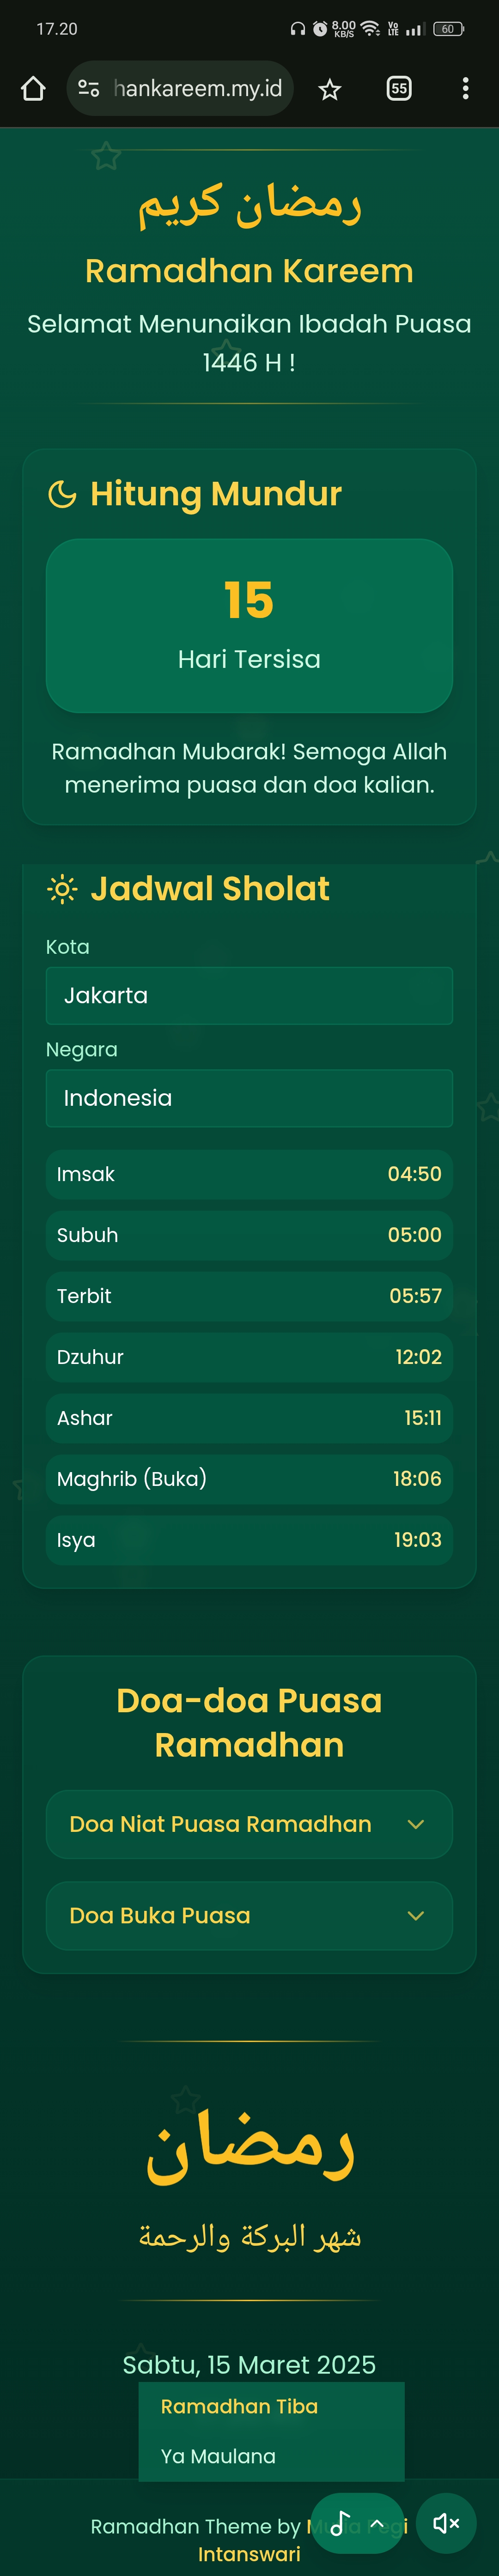 17.20
8.00
KB/S
Vo
LTE
60
hankareem.my.id
55
رمضان كريم
Ramadhan Kareem
Selamat Menunaikan Ibadah Puasa
1446 H !
Hitung Mundur
15
Hari Tersisa
Ramadhan Mubarak! Semoga Allah
menerima puasa dan doa kalian.
Jadwal Sholat
Kota
Jakarta
Negara
Indonesia
Imsak 04:50
Subuh 05:00
Terbit 05:57
Dzuhur 12:02
Ashar 15:11
Maghrib (Buka) 18:06
Isya 19:03
Doa-doa Puasa
Ramadhan
Doa Niat Puasa Ramadhan
Doa Buka Puasa
رمضان
شهر البركة والرحمة
Sabtu, 15 Maret 2025
Ramadhan Tiba
Ya Maulana
Ramadhan Theme by
Intanswari